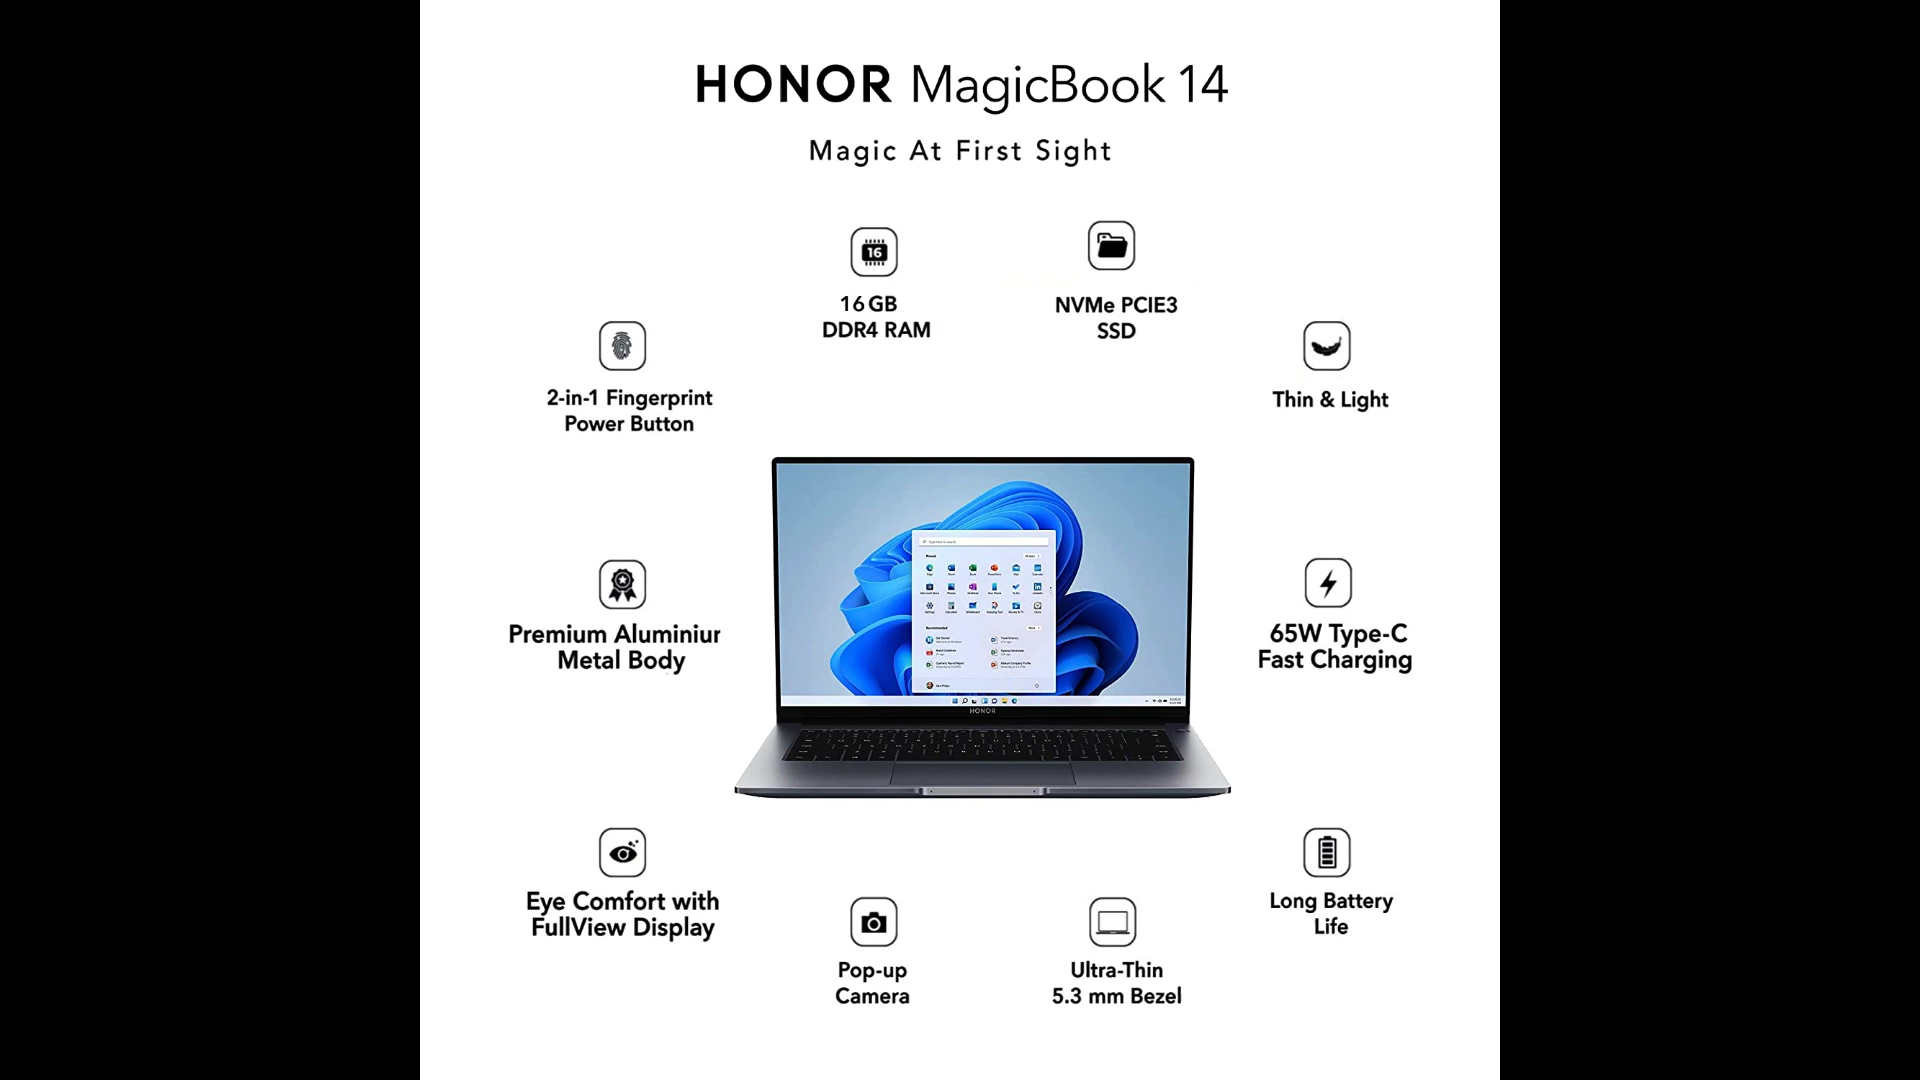 HONOR MagicBook 14
Magic At First Sight
16
16 GB
DDR4 RAM
NVMe PCIE3
SSD
2-in-1 Fingerprint
Power Button
Thin & Light
Premium Aluminiur
Metal Body
65W Type-C
Fast Charging
HONOR
Eye Comfort with
FullView Display
Long Battery
Life
Pop-up
Camera
Ultra-Thin
5.3 mm Bezel